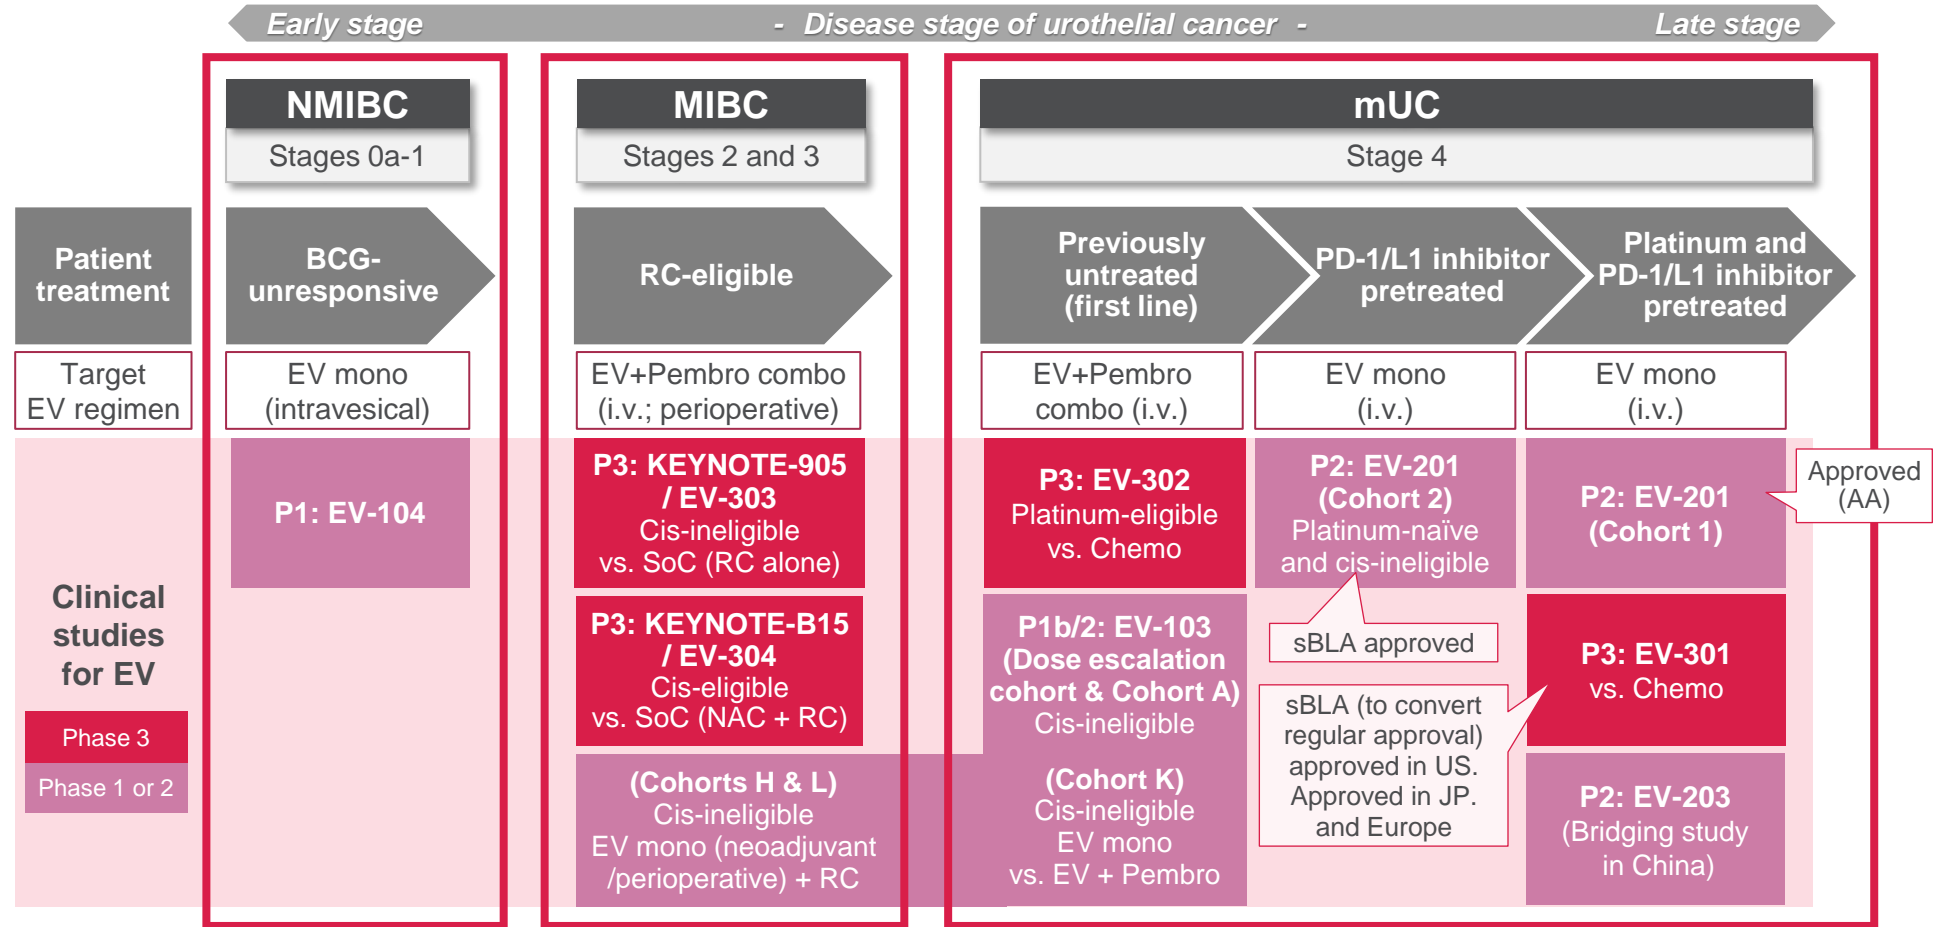 Early stage - Disease stage of urothelial cancer - Late stage
NMIBC
Stages 0a-1
MIBC
Stages 2 and 3
mUC
Stage 4
Patient
treatment
BCG-
unresponsive
RC-eligible
Previously
untreated
(first line)
PD-1/L1 inhibitor
pretreated
Platinum and
PD-1/L1 inhibitor
pretreated
Target
EV regimen
EV mono
(intravesical)
EV+Pembro combo
(i.v.; perioperative)
EV+Pembro
combo (i.v.)
EV mono
(i.v.)
EV mono
(i.v.)
Clinical
studies
for EV
Phase 3
Phase 1 or 2
P1: EV-104
P3: KEYNOTE-905
/ EV-303
Cis-ineligible
vs. SoC (RC alone)
P3: KEYNOTE-B15
/ EV-304
Cis-eligible
vs. SoC (NAC + RC)
(Cohorts H & L)
Cis-ineligible
EV mono (neoadjuvant
/perioperative) + RC
P3: EV-302
Platinum-eligible
vs. Chemo
P1b/2: EV-103
(Dose escalation
cohort & Cohort A)
Cis-ineligible
(Cohort K)
Cis-ineligible
EV mono
vs. EV + Pembro
P2: EV-201
(Cohort 2)
Platinum-naïve
and cis-ineligible
sBLA approved
sBLA (to convert
regular approval)
approved in US.
Approved in JP.
and Europe
P2: EV-201
(Cohort 1)
Approved
(AA)
P3: EV-301
vs. Chemo
P2: EV-203
(Bridging study
in China)